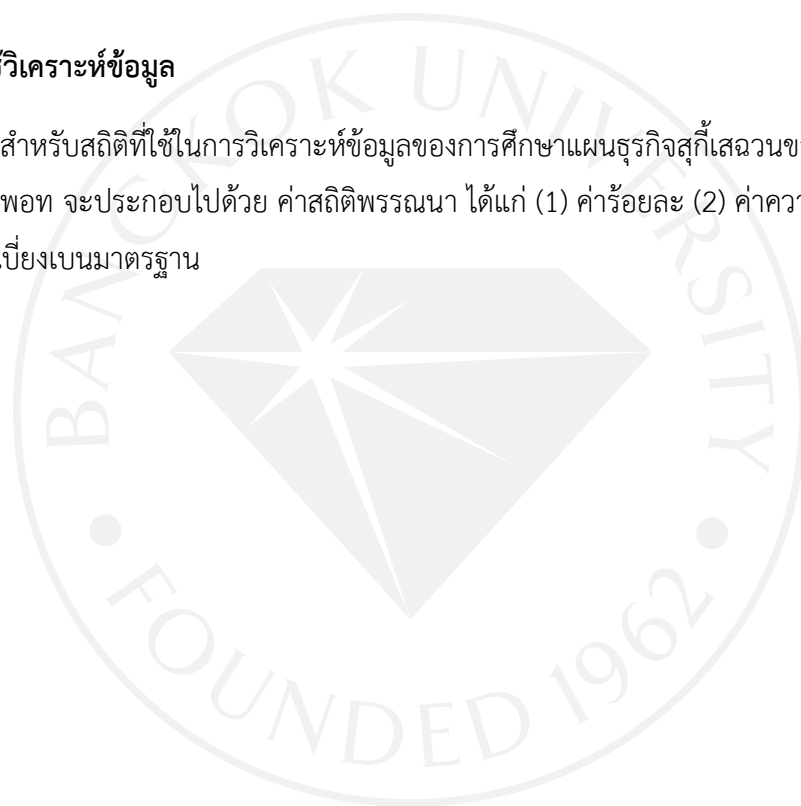 วิเคราะห์ข้อมูล
สำหรับสถิติที่ใช้ในการวิเคราะห์ข้อมูลของการศึกษาแผนธุรกิจสุกี้เสฉวน
พอท จะประกอบไปด้วย ค่าสถิติพรรณนา ได้แก่ (1) ค่าร้อยละ (2)
บี่ยงเบนมาตรฐาน
BANGKOK UNIVERSITY
FOUNDED 1962